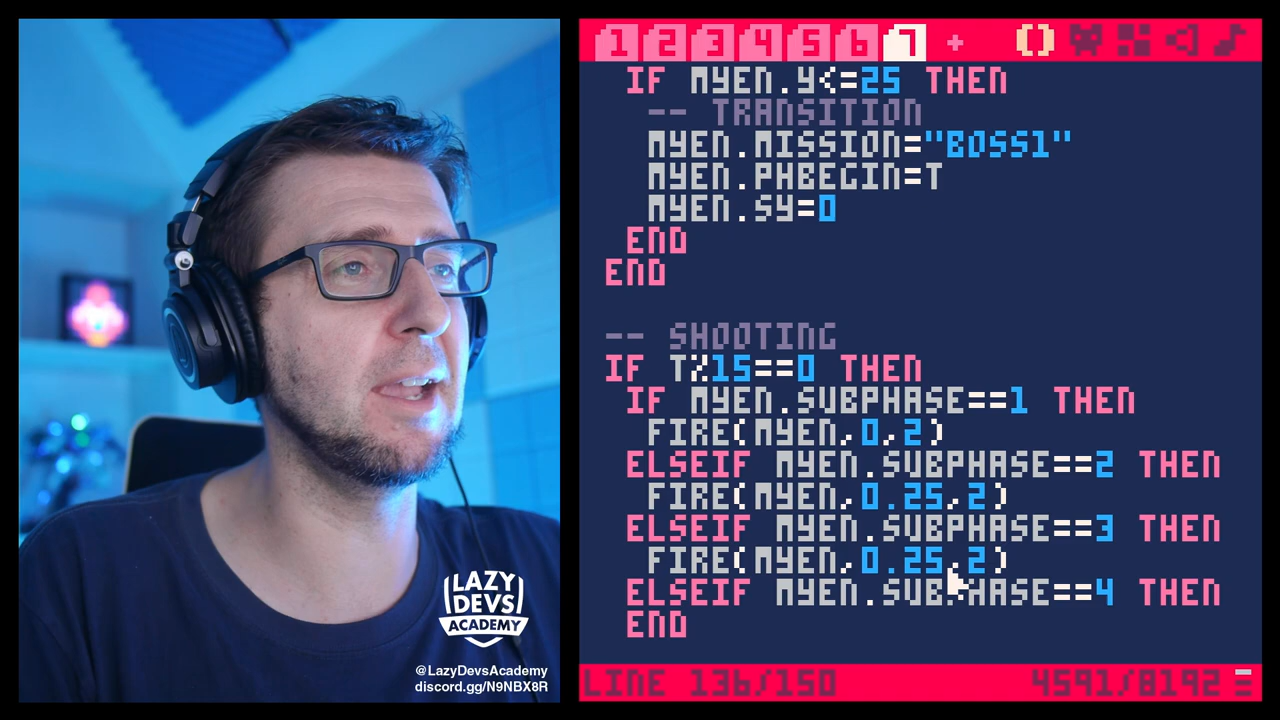 1 2 3 4 5 6 7 + ()
IF MYEN.Y<=25 THEN
-- TRANSITION
MYEN.MISSION="BOSS1"
MYEN.PHBEGIN=T
MYEN.SY=0
END
END
-- SHOOTING
IF T%15==0 THEN
IF MYEN.SUBPHASE==1 THEN
FIRE(MYEN,0,2)
ELSEIF MYEN.SUBPHASE==2 THEN
FIRE(MYEN,0.25,2)
ELSEIF MYEN.SUBPHASE==3 THEN
FIRE(MYEN,0.25,2)
ELSEIF MYEN.SUBPHASE==4 THEN
END
LINE 136/150 4591/8192
LAZY
DEVS
ACADEMY
@LazyDevsAcademy
discord.gg/N9NBX8R